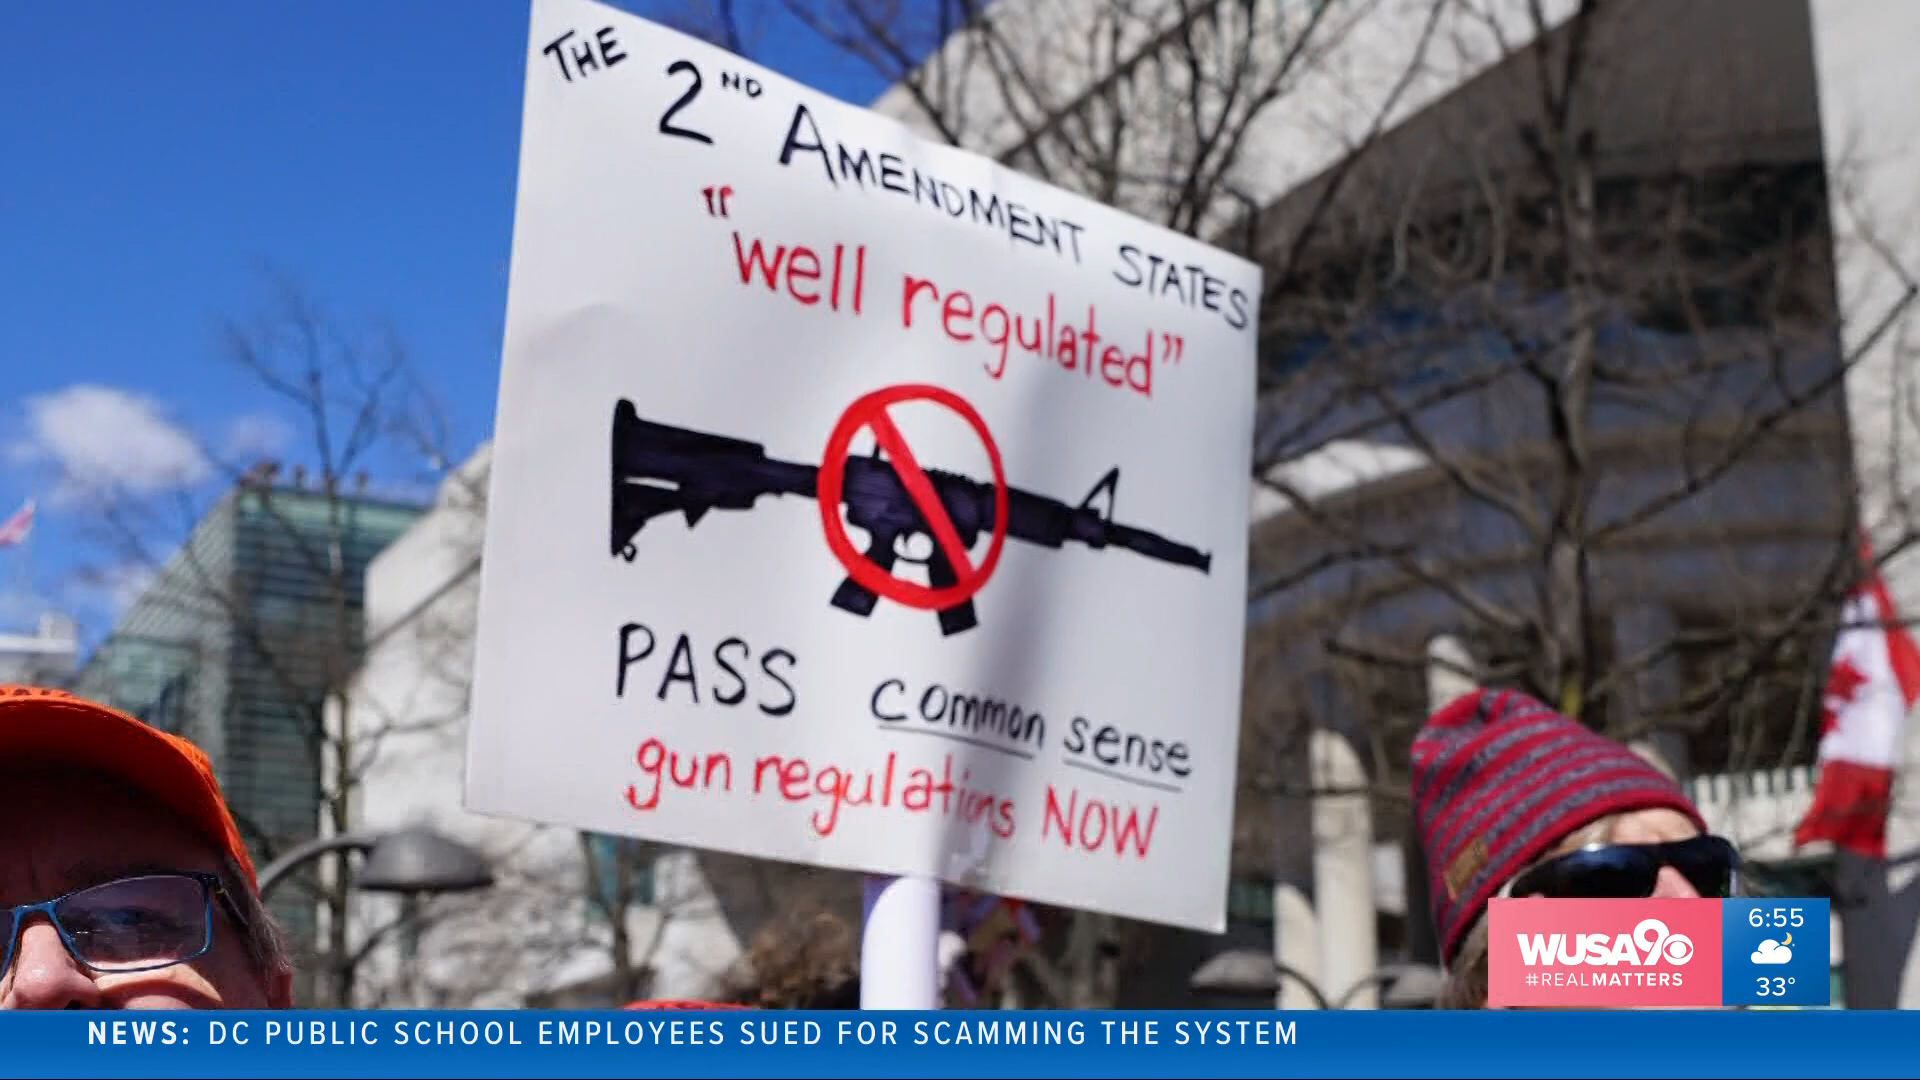 THE 2ND AMENDMENT STATES
"well regulated"
PASS common sense
gun regulations NOW
WUSA9
#REALMATTERS
6:55
33°
NEWS: DC PUBLIC SCHOOL EMPLOYEES SUED FOR SCAMMING THE SYSTEM